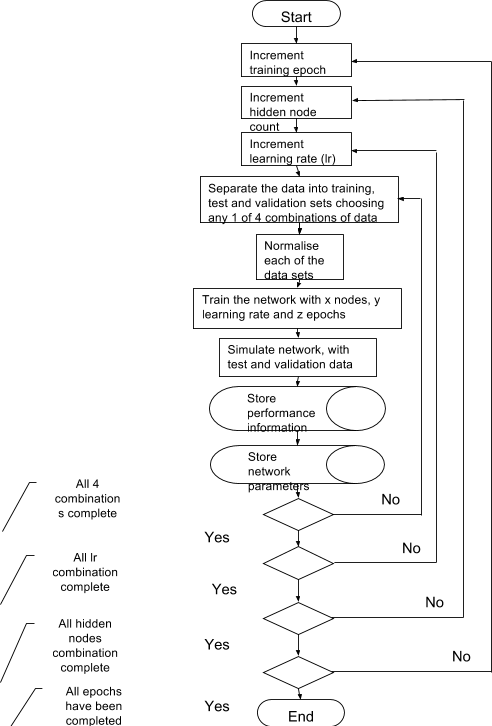 Start
Increment
training epoch
Increment
hidden node
count
Increment
learning rate (lr)
Separate the data into training,
test and validation sets choosing
any 1 of 4 combinations of data
Normalise
each of the
data sets
Train the network with x nodes, y
learning rate and z epochs
Simulate network, with
test and validation data
Store
performance
information
Store
network
parameters
All 4
combination
s complete
No
Yes
All lr
combination
complete
No
Yes
All hidden
nodes
combination
complete
No
Yes
All epochs
have been
completed
No
Yes
End